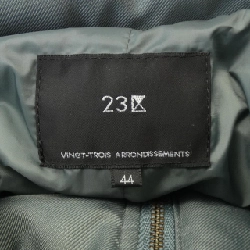 23区
VINGT-TROIS ARRONDISSEMENTS
44